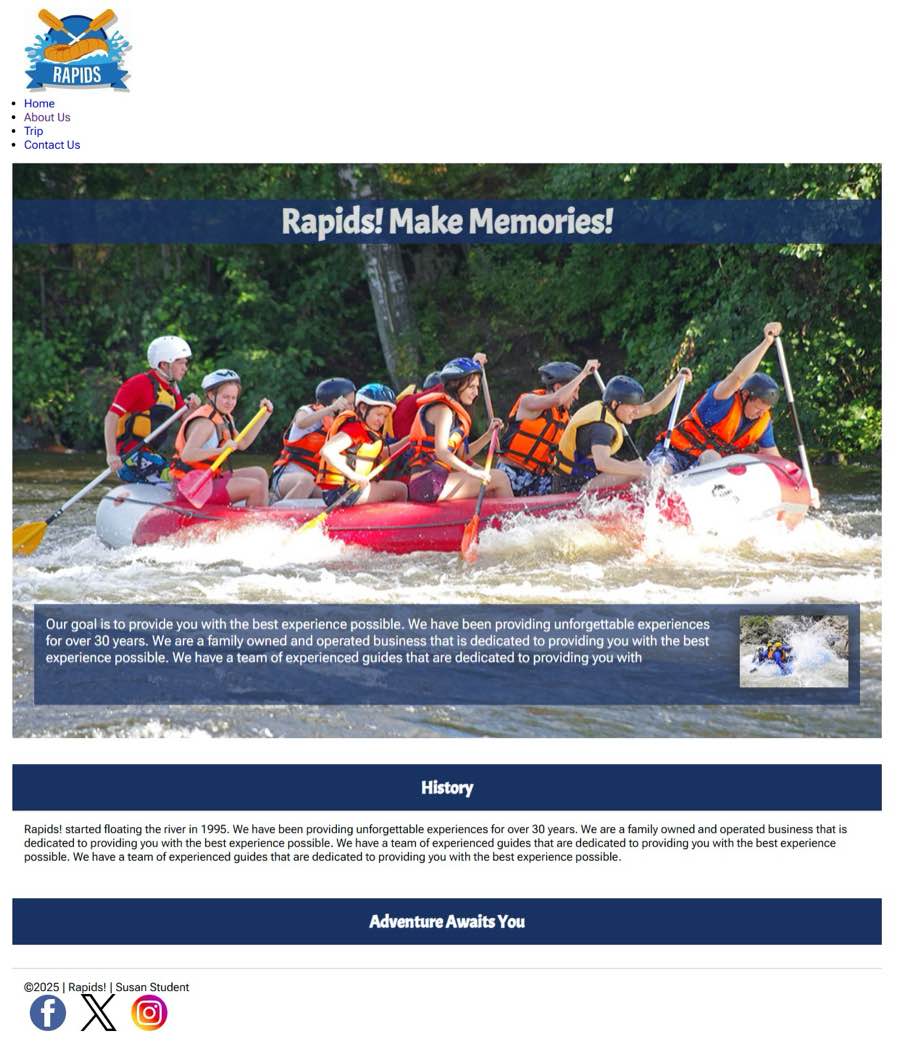 RAPIDS
Home
About Us
Trip
Contact Us
Rapids! Make Memories!
Our goal is to provide you with the best experience possible. We have been providing unforgettable experiences
for over 30 years. We are a family owned and operated business that is dedicated to providing you with the best
experience possible. We have a team of experienced guides that are dedicated to providing you with
History
Rapids! started floating the river in 1995. We have been providing unforgettable experiences for over 30 years. We are a family owned and operated business that is
dedicated to providing you with the best experience possible. We have a team of experienced guides that are dedicated to providing you with the best experience
possible. We have a team of experienced guides that are dedicated to providing you with the best experience possible.
Adventure Awaits You
©2025 | Rapids! | Susan Student